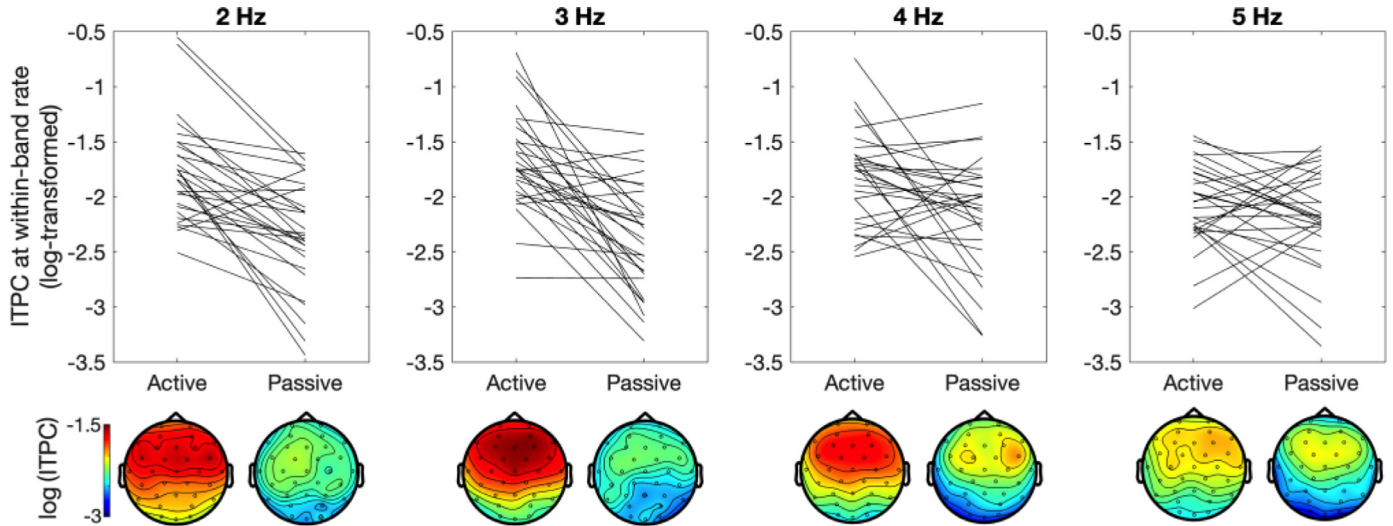 2 Hz
3 Hz
4 Hz
5 Hz
ITPC at within-band rate
(log-transformed)
-0.5
-1
-1.5
-2
-2.5
-3
-3.5
-0.5
-1
-1.5
-2
-2.5
-3
-3.5
-0.5
-1
-1.5
-2
-2.5
-3
-3.5
-0.5
-1
-1.5
-2
-2.5
-3
-3.5
Active Passive
Active Passive
Active Passive
Active Passive
log (ITPC)
-1.5
-3